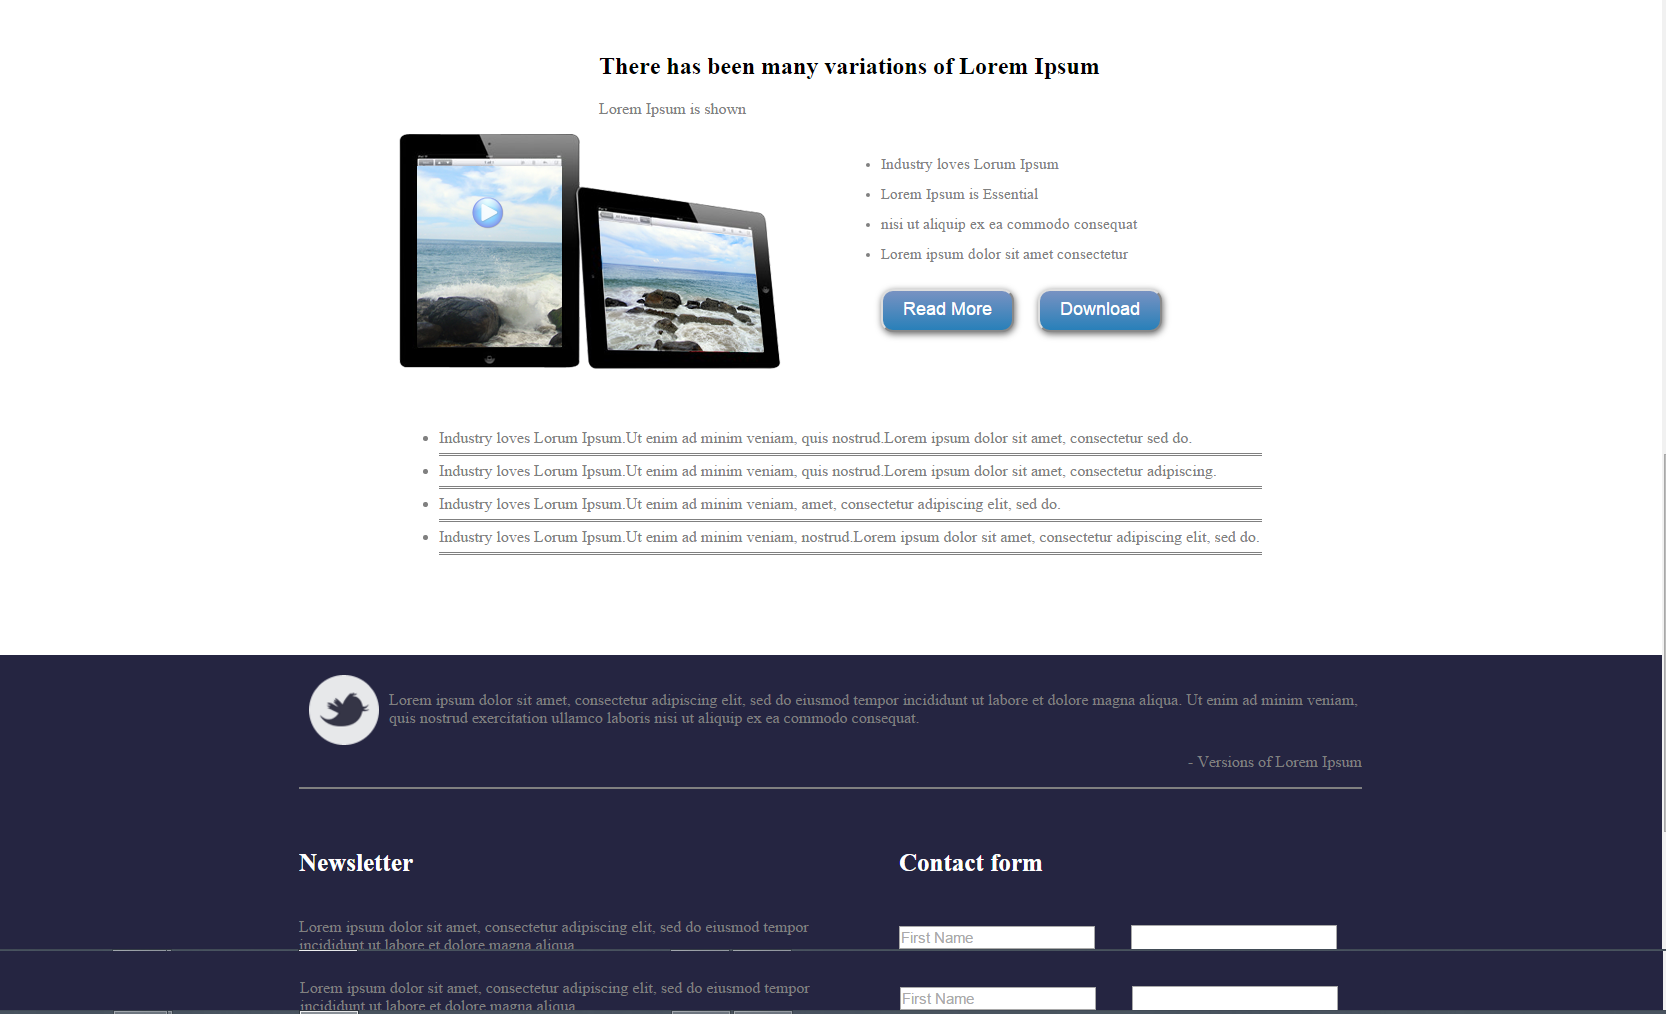 There has been many variations of Lorem Ipsum
Lorem Ipsum is shown
Industry loves Lorum Ipsum
Lorem Ipsum is Essential
nisi ut aliquip ex ea commodo consequat
Lorem ipsum dolor sit amet consectetur
Read More
Download
Industry loves Lorum Ipsum.Ut enim ad minim veniam, quis nostrud.Lorem ipsum dolor sit amet, consectetur sed do.
Industry loves Lorum Ipsum.Ut enim ad minim veniam, quis nostrud.Lorem ipsum dolor sit amet, consectetur adipiscing.
Industry loves Lorum Ipsum.Ut enim ad minim veniam, amet, consectetur adipiscing elit, sed do.
Industry loves Lorum Ipsum.Ut enim ad minim veniam, nostrud.Lorem ipsum dolor sit amet, consectetur adipiscing elit, sed do.
Lorem ipsum dolor sit amet, consectetur adipiscing elit, sed do eiusmod tempor incididunt ut labore et dolore magna aliqua. Ut enim ad minim veniam,
quis nostrud exercitation ullamco laboris nisi ut aliquip ex ea commodo consequat.
- Versions of Lorem Ipsum
Newsletter
Contact form
Lorem ipsum dolor sit amet, consectetur adipiscing elit, sed do eiusmod tempor
incididunt ut labore et dolore magna aliqua
First Name
Lorem ipsum dolor sit amet, consectetur adipiscing elit, sed do eiusmod tempor
incididunt ut labore et dolore magna aliqua
First Name